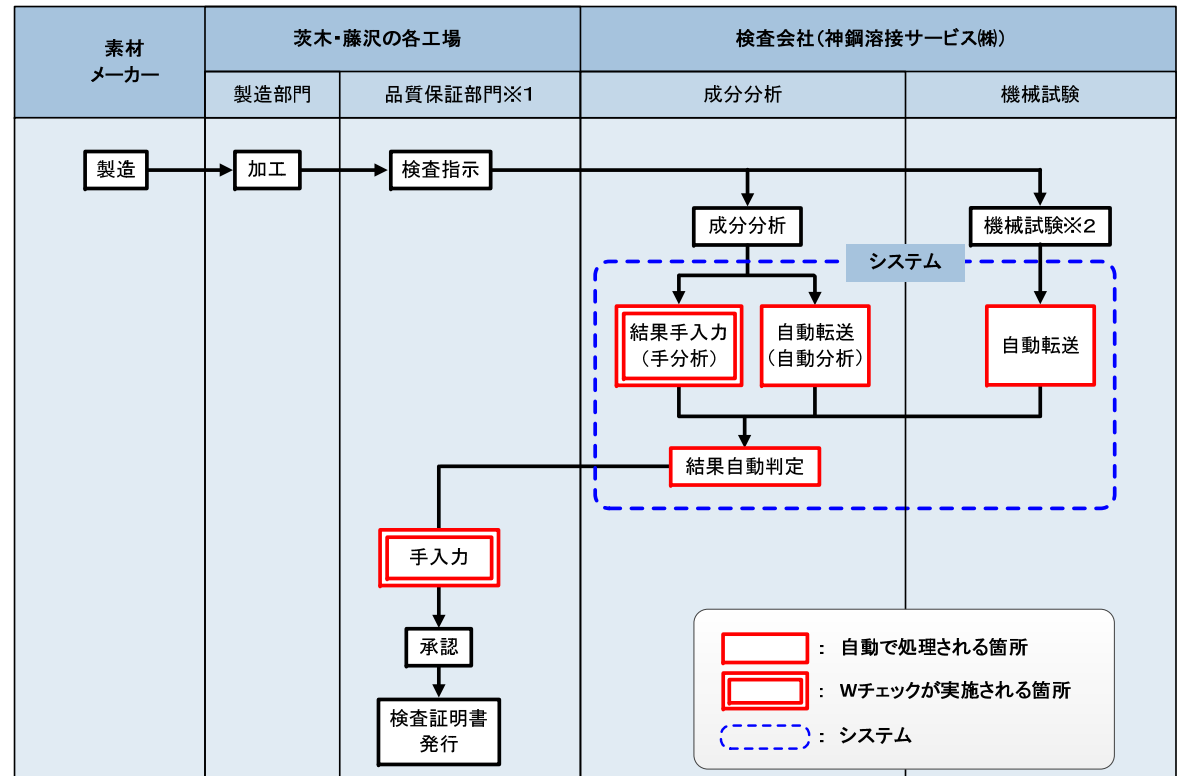 素材
メーカー
茨木・藤沢の各工場
検査会社(神鋼溶接サービス㈱)
製造部門
品質保証部門※1
成分分析
機械試験
製造
加工
検査指示
成分分析
機械試験※2
システム
結果手入力
(手分析)
自動転送
(自動分析)
自動転送
結果自動判定
手入力
承認
検査証明書
発行
: 自動で処理される箇所
: Wチェックが実施される箇所
: システム